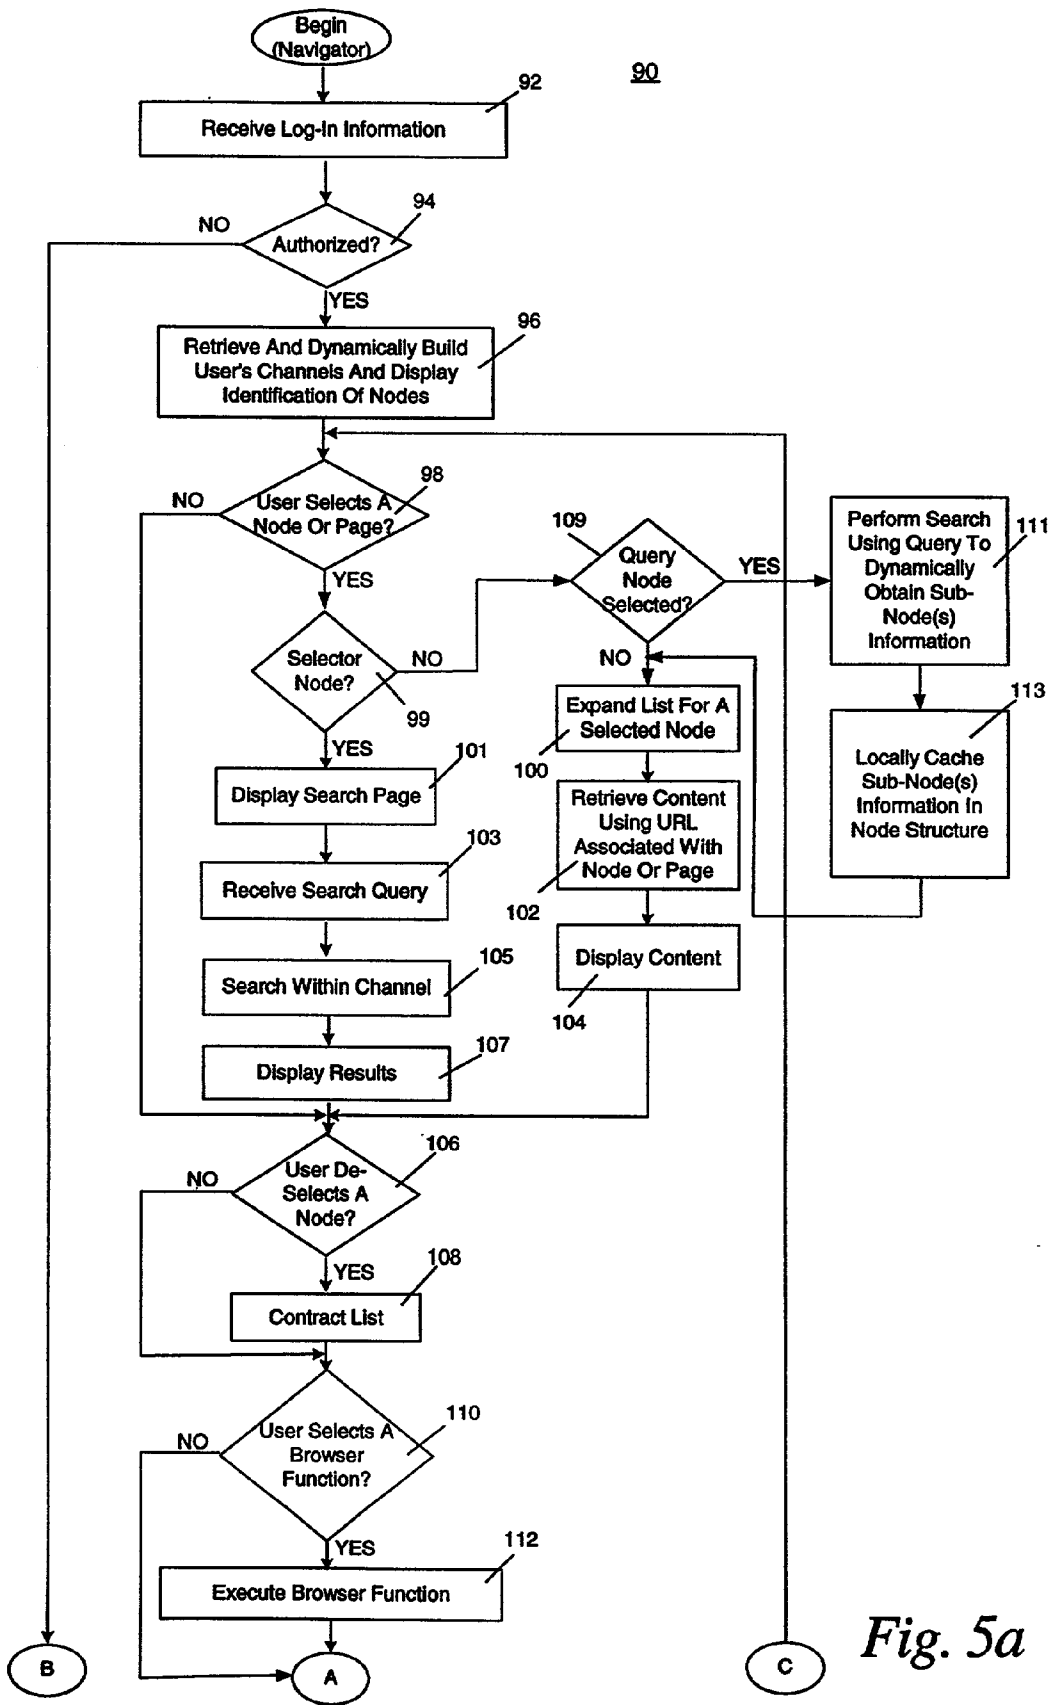 Begin
(Navigator)
90
92
Receive Log-In Information
94
NO
Authorized?
YES
96
Retrieve And Dynamically Build
User's Channels And Display
Identification Of Nodes
98
NO
User Selects A
Node Or Page?
YES
109
Query
Node
Selected?
YES
111
Perform Search
Using Query To
Dynamically
Obtain Sub-
Node(s)
Information
Selector
Node?
NO
99
YES
NO
113
Locally Cache
Sub-Node(s)
Information In
Node Structure
Expand List For A
Selected Node
100
101
Display Search Page
Retrieve Content
Using URL
Associated With
Node Or Page
102
103
Receive Search Query
Display Content
104
105
Search Within Channel
107
Display Results
106
NO
User De-
Selects A
Node?
YES
108
Contract List
110
NO
User Selects A
Browser
Function?
YES
112
Execute Browser Function
B
A
C
Fig. 5a